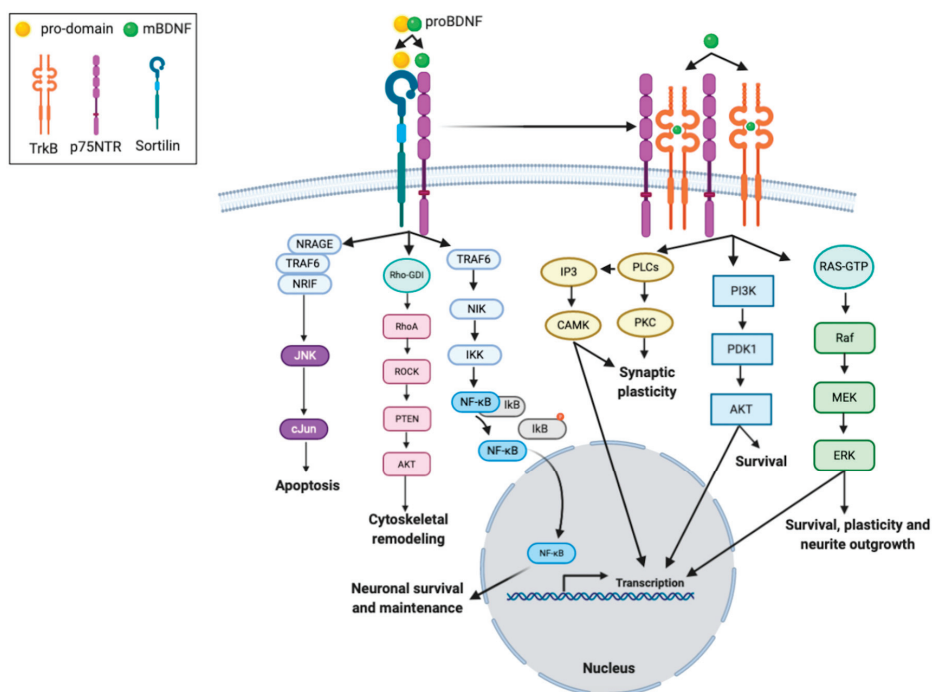 pro-domain
mBDNF
TrkB
p75NTR
Sortilin
proBDNF
NRAGE
TRAF6
NRIF
JNK
cJun
Apoptosis
Rho-GDI
RhoA
ROCK
PTEN
AKT
Cytoskeletal
remodeling
TRAF6
NIK
IKK
NF-κB
IkB
IkB
P
NF-κB
NF-κB
Neuronal survival
and maintenance
IP3
PLCs
CAMK
PKC
Synaptic
plasticity
PI3K
PDK1
AKT
Survival
RAS-GTP
Raf
MEK
ERK
Survival, plasticity and
neurite outgrowth
Transcription
Nucleus